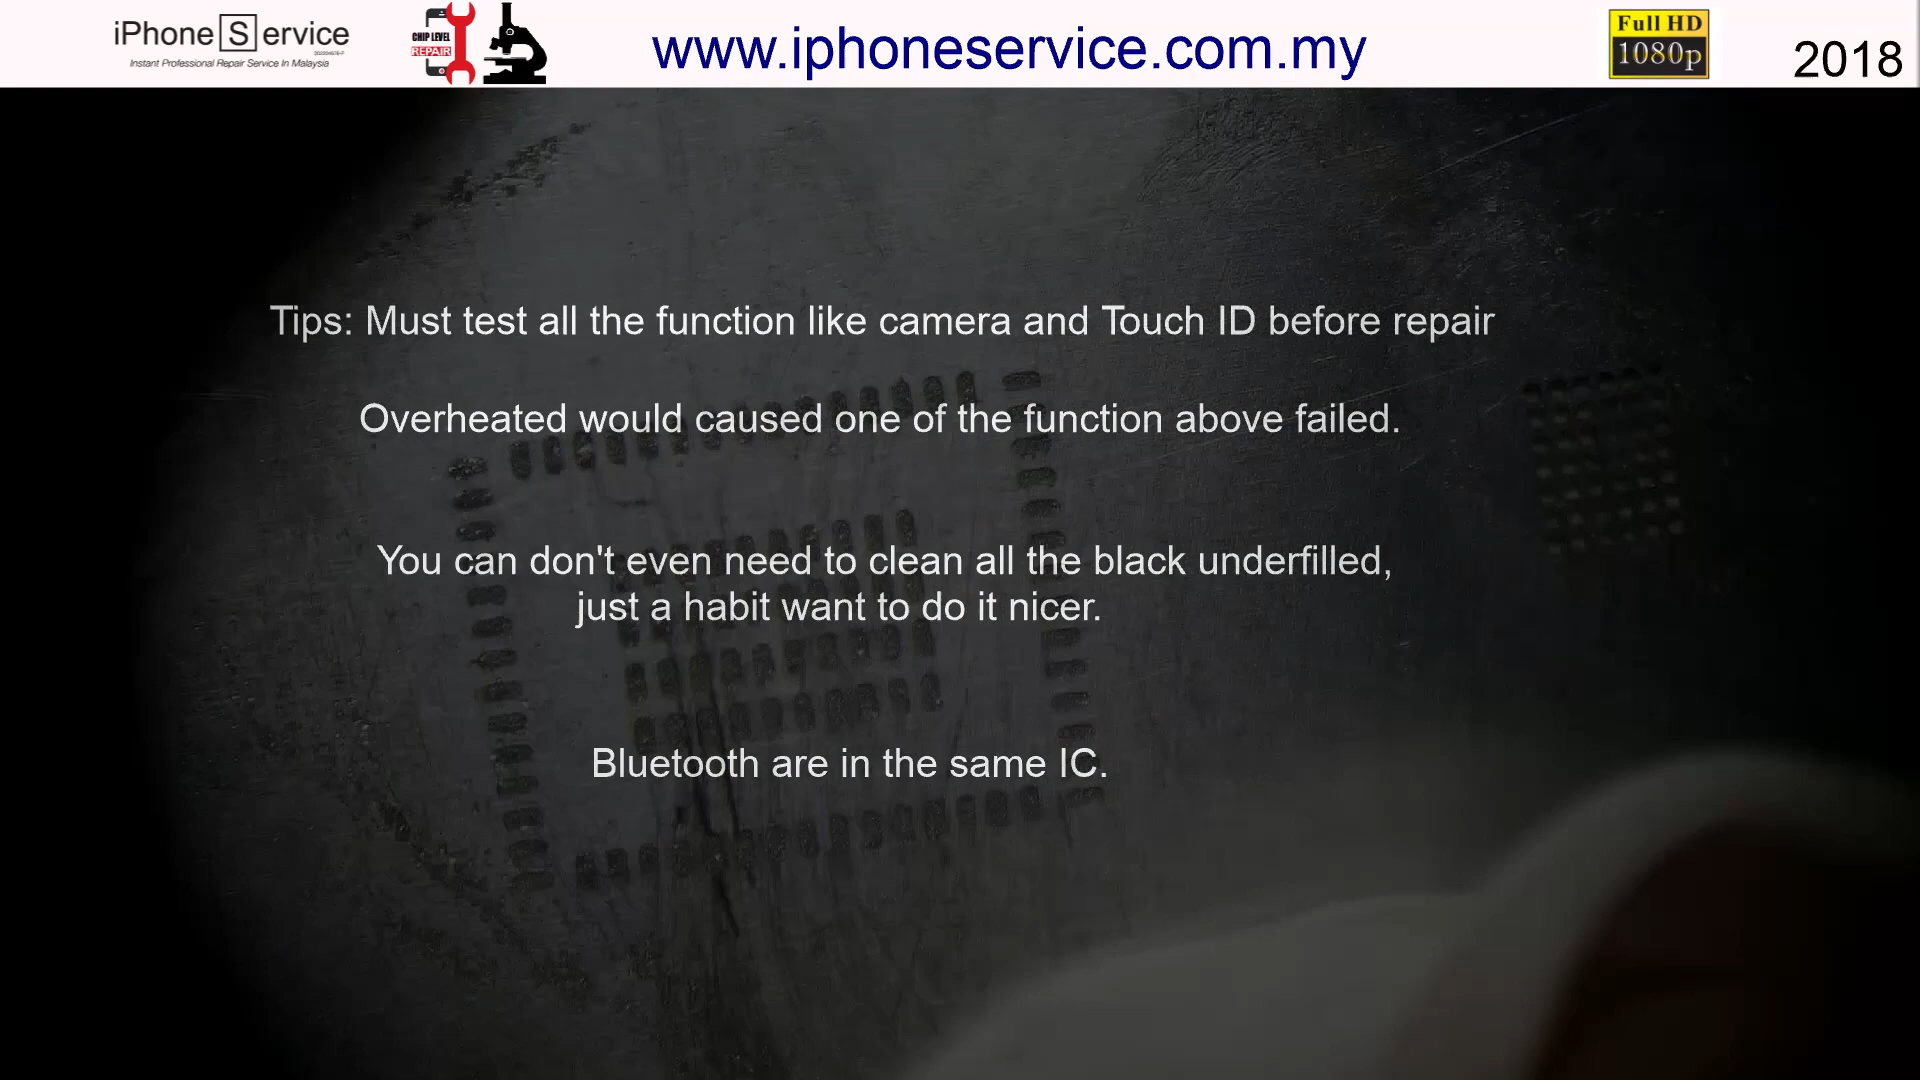 iPhone S ervice
Instant Professional Repair Service In Malaysia
CHIP LEVEL
REPAIR
www.iphoneservice.com.my
Full HD
1080p
2018
Tips: Must test all the function like camera and Touch ID before repair
Overheated would caused one of the function above failed.
You can don't even need to clean all the black underfilled,
just a habit want to do it nicer.
Bluetooth are in the same IC.